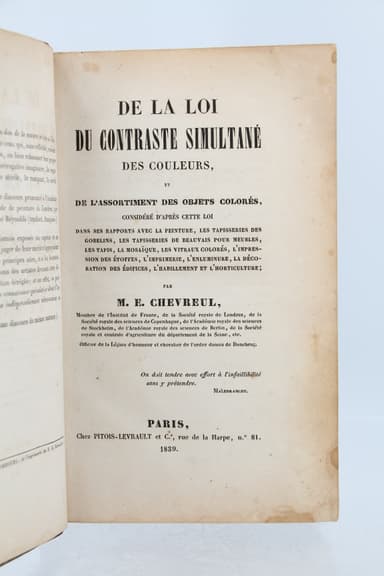 DE LA LOI
DU CONTRASTE SIMULTANÉ
DES COULEURS,
ET
DE L'ASSORTIMENT DES OBJETS COLORÉS,
CONSIDÉRÉ D'APRÈS CETTE LOI
DANS SES RAPPORTS AVEC LA PEINTURE, LES TAPISSERIES DES
GOBELINS, LES TAPISSERIES DE BEAUVAIS POUR MEUBLES,
LES TAPIS, LA MOSAÏQUE, LES VITRAUX COLORÉS, L'IMPRES-
SION DES ÉTOFFES, L'IMPRIMERIE, L'ENLUMINURE, LA DÉCO-
RATION DES ÉDIFICES, L'HABILLEMENT ET L'HORTICULTURE;
PAR
M. E. CHEVREUL,
Membre de l'Institut de France, de la Société royale de Londres, de la
Société royale des sciences de Copenhague, de l'Académie royale des sciences
de Stockholm, de l'Académie royale des sciences de Berlin, de la Société
royale et centrale d'agriculture du département de la Seine, etc.
Officier de la Légion d'honneur et chevalier de l'ordre danois de Danebrog.
On doit tendre avec effort à l'infaillibilité
sans y prétendre.
MALEBRANCHE.
PARIS,
Chez PITOIS-LEVRAULT et C.e, rue de la Harpe, n.° 81.
1839.